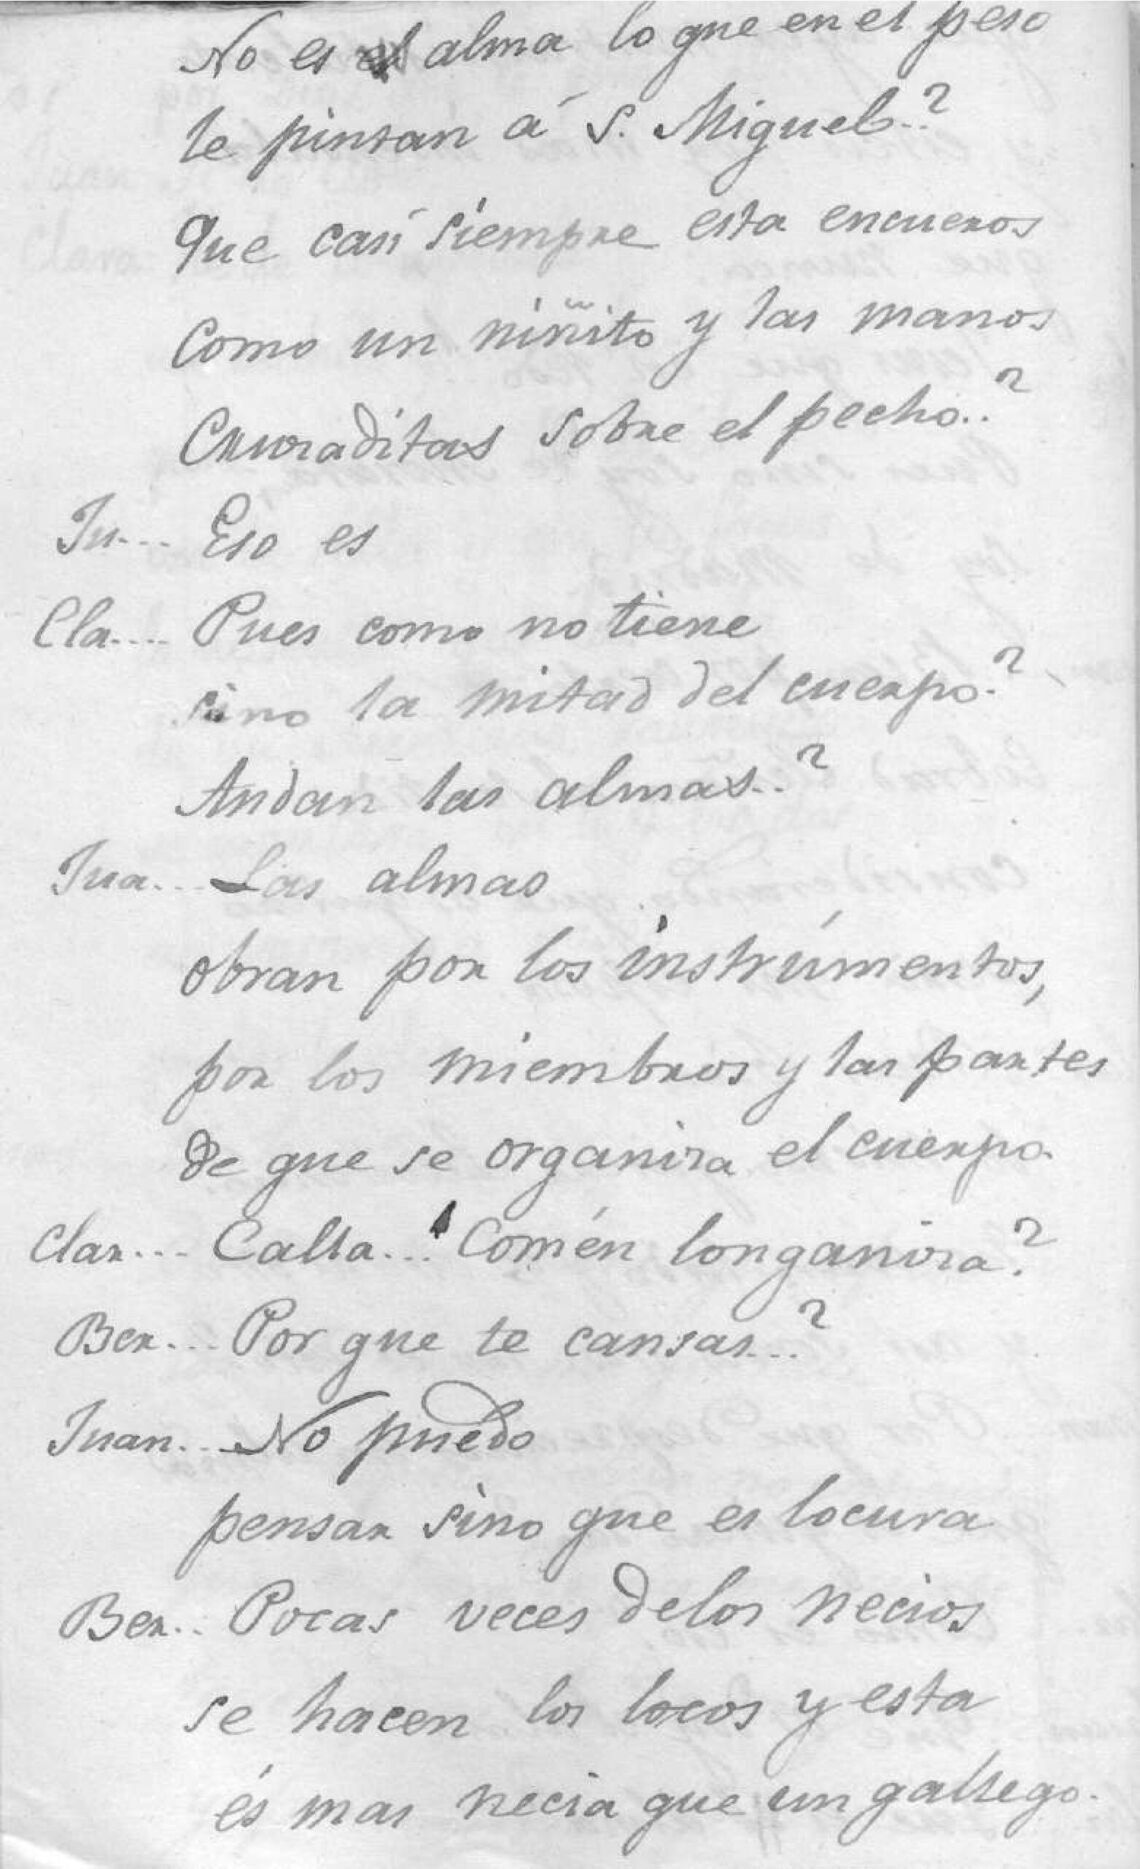 No es el alma lo que en el peso
le pintan á S. Miguel..?
Que casi siempre esta encueros
Como un niñito y las manos
Cruzaditas sobre el pecho..?
Ju... Eso es
Cla.... Pues como no tiene
sino la mitad del cuerpo.?
Andan las almas..?
Jua... Las almas
obran por los instrúmentos,
por los miembros y las partes
de que se organiza el cuerpo.
Clar... Calla...! Comén longaniza?
Ber... Por que te cansas...?
Juan... No puedo
pensar sino que es locura
Ber.. Pocas veces delos necios
se hacen los locos y esta
és mas necia que un gallego.